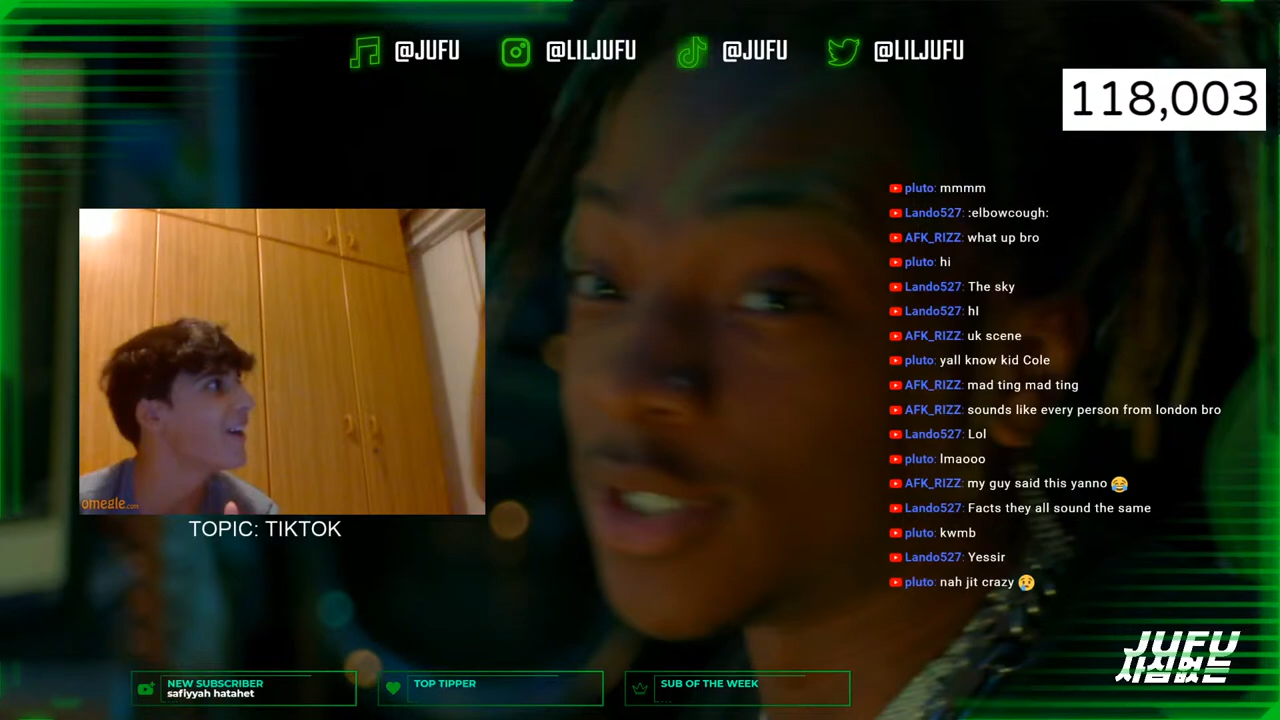 @JUFU
@LILJUFU
@JUFU
@LILJUFU
118,003
pluto: mmmm
Lando527: :elbowcough:
AFK_RIZZ: what up bro
pluto: hi
Lando527: The sky
Lando527: hI
AFK_RIZZ: uk scene
pluto: yall know kid Cole
AFK_RIZZ: mad ting mad ting
AFK_RIZZ: sounds like every person from london bro
Lando527: Lol
pluto: lmaooo
AFK_RIZZ: my guy said this yanno 😂
Lando527: Facts they all sound the same
pluto: kwmb
Lando527: Yessir
pluto: nah jit crazy 😢
omegle.com
TOPIC: TIKTOK
NEW SUBSCRIBER
safiyyah hatahet
TOP TIPPER
SUB OF THE WEEK
JUFU
사심없는